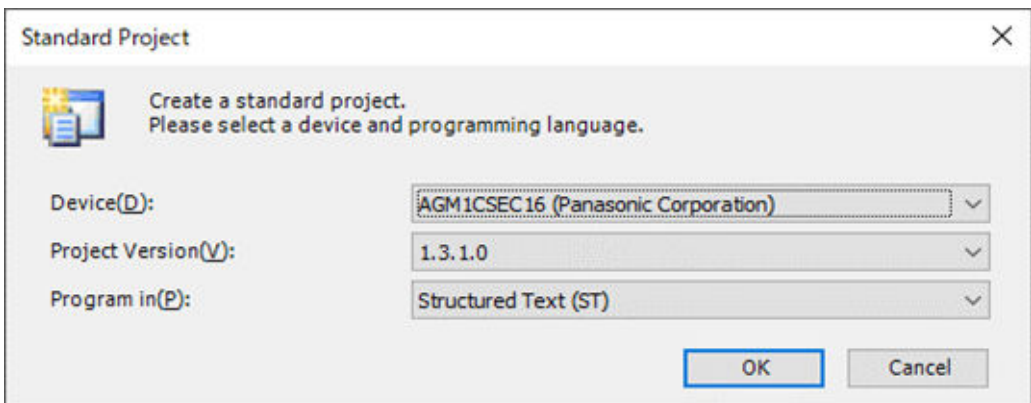 Standard Project
Create a standard project.
Please select a device and programming language.
Device(D):
AGM1CSEC16 (Panasonic Corporation)
Project Version(V):
1.3.1.0
Program in(P):
Structured Text (ST)
OK
Cancel